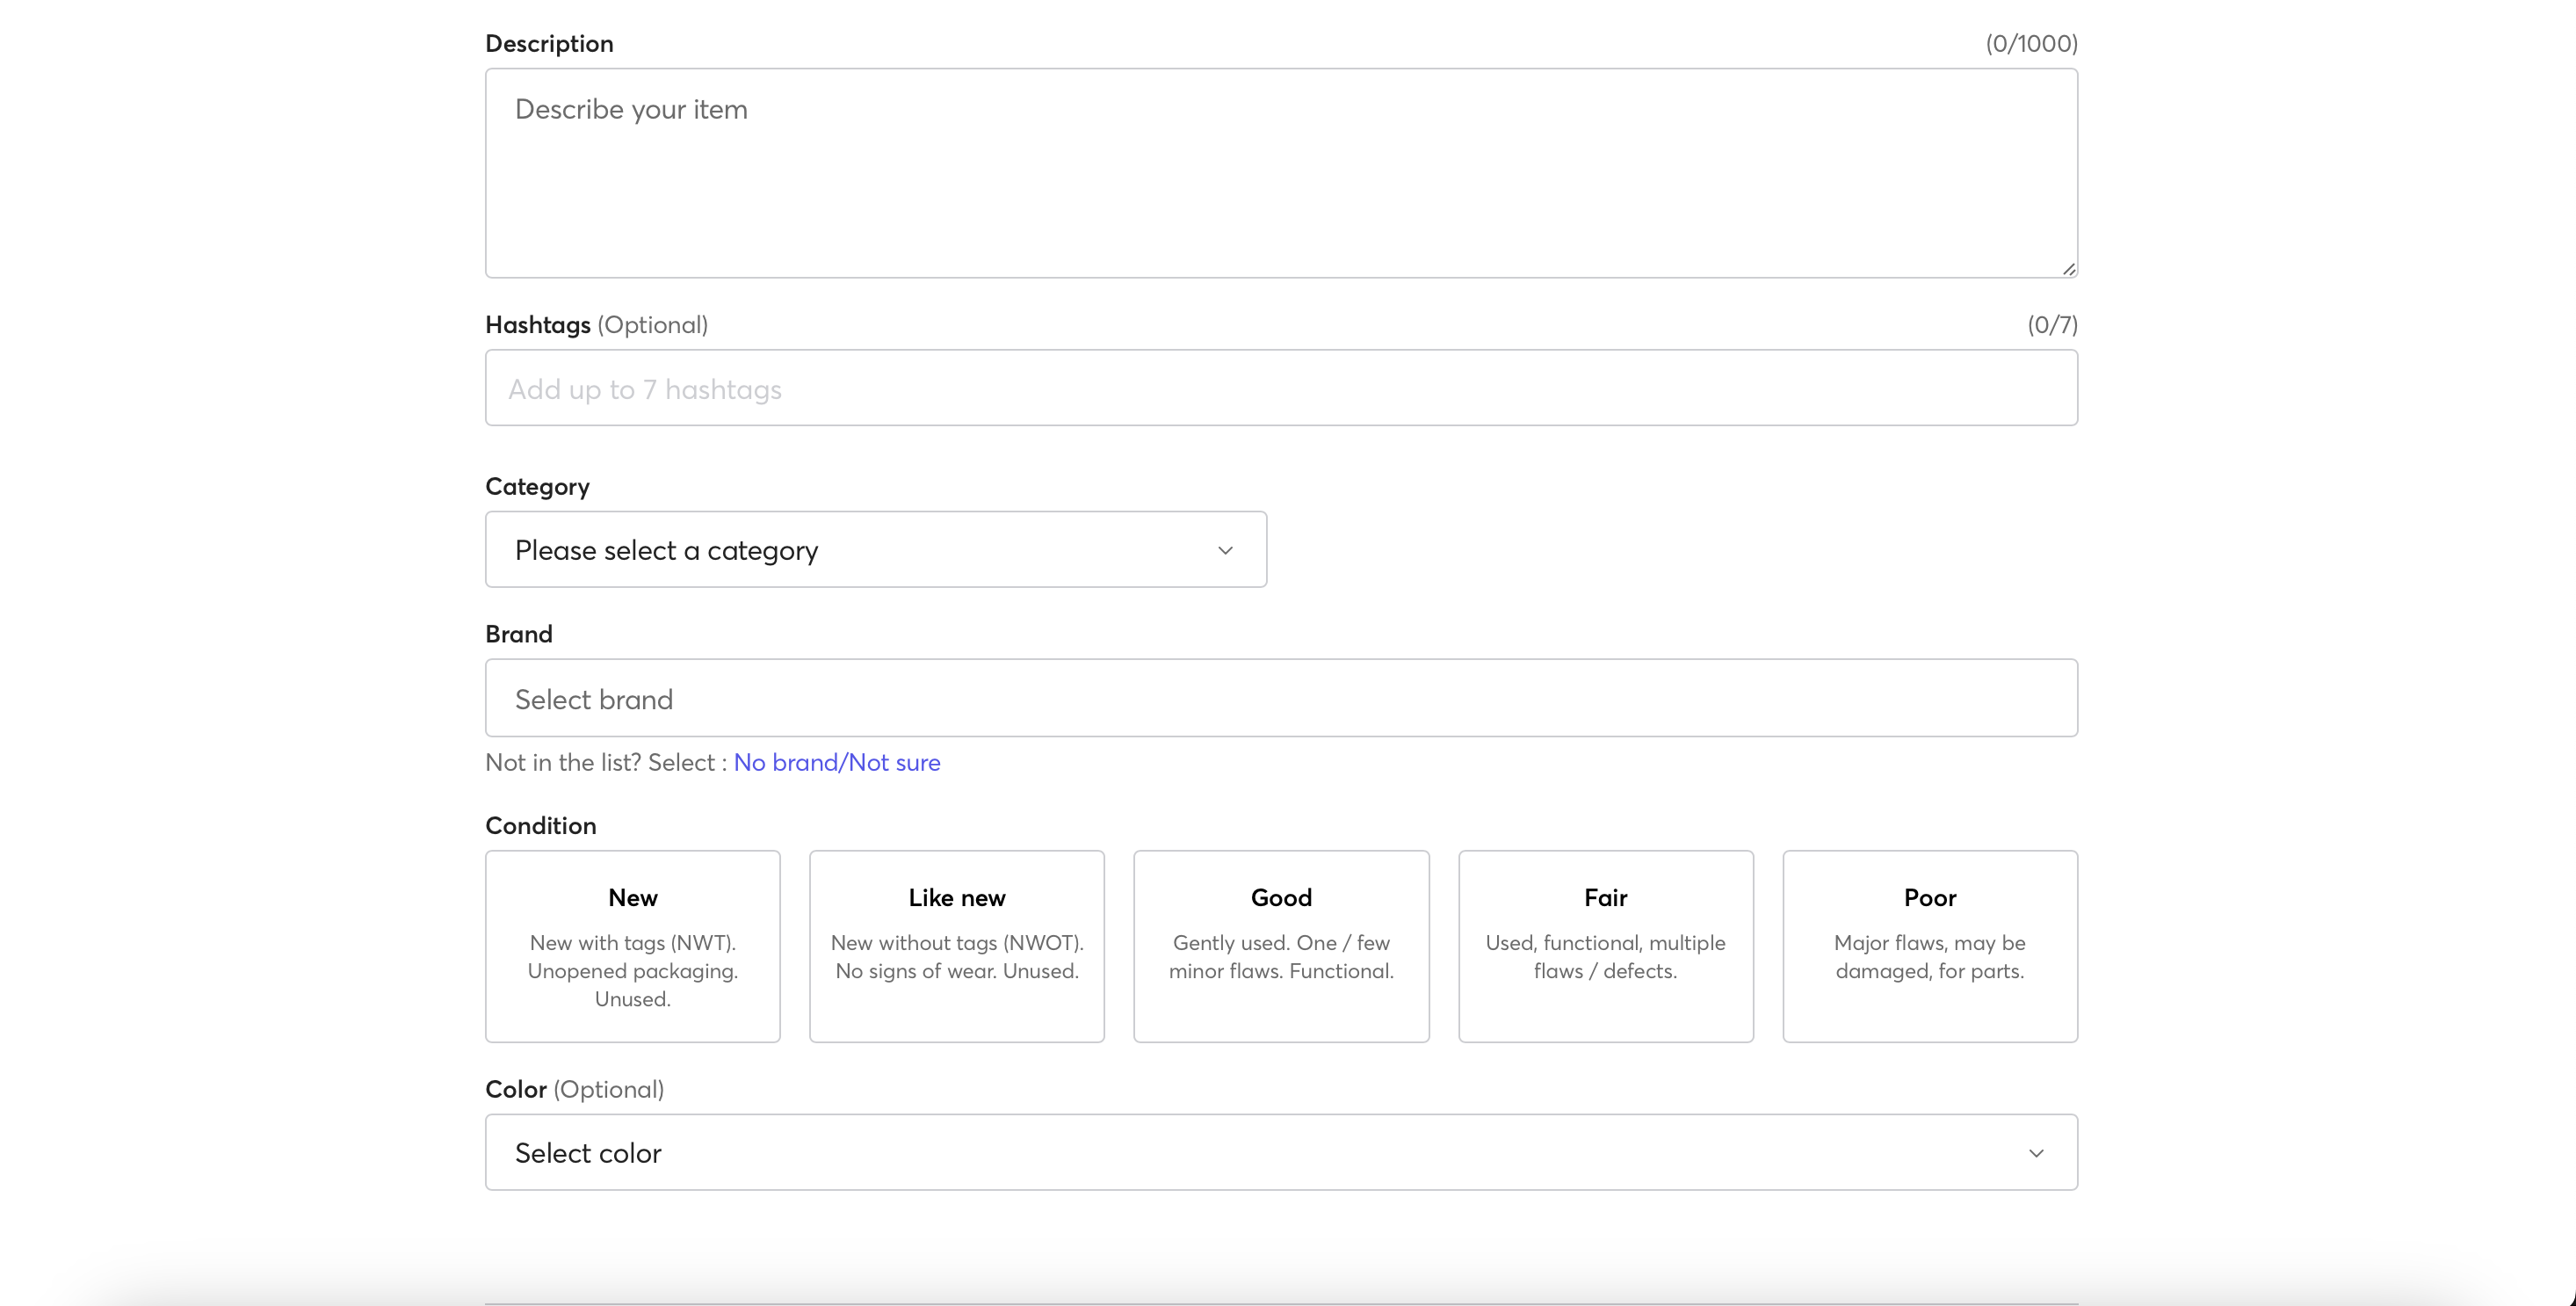 Description (0/1000)
Describe your item
Hashtags (Optional) (0/7)
Add up to 7 hashtags
Category
Please select a category
Brand
Select brand
Not in the list? Select : No brand/Not sure
Condition
New
New with tags (NWT).
Unopened packaging.
Unused.
Like new
New without tags (NWOT).
No signs of wear. Unused.
Good
Gently used. One / few
minor flaws. Functional.
Fair
Used, functional, multiple
flaws / defects.
Poor
Major flaws, may be
damaged, for parts.
Color (Optional)
Select color